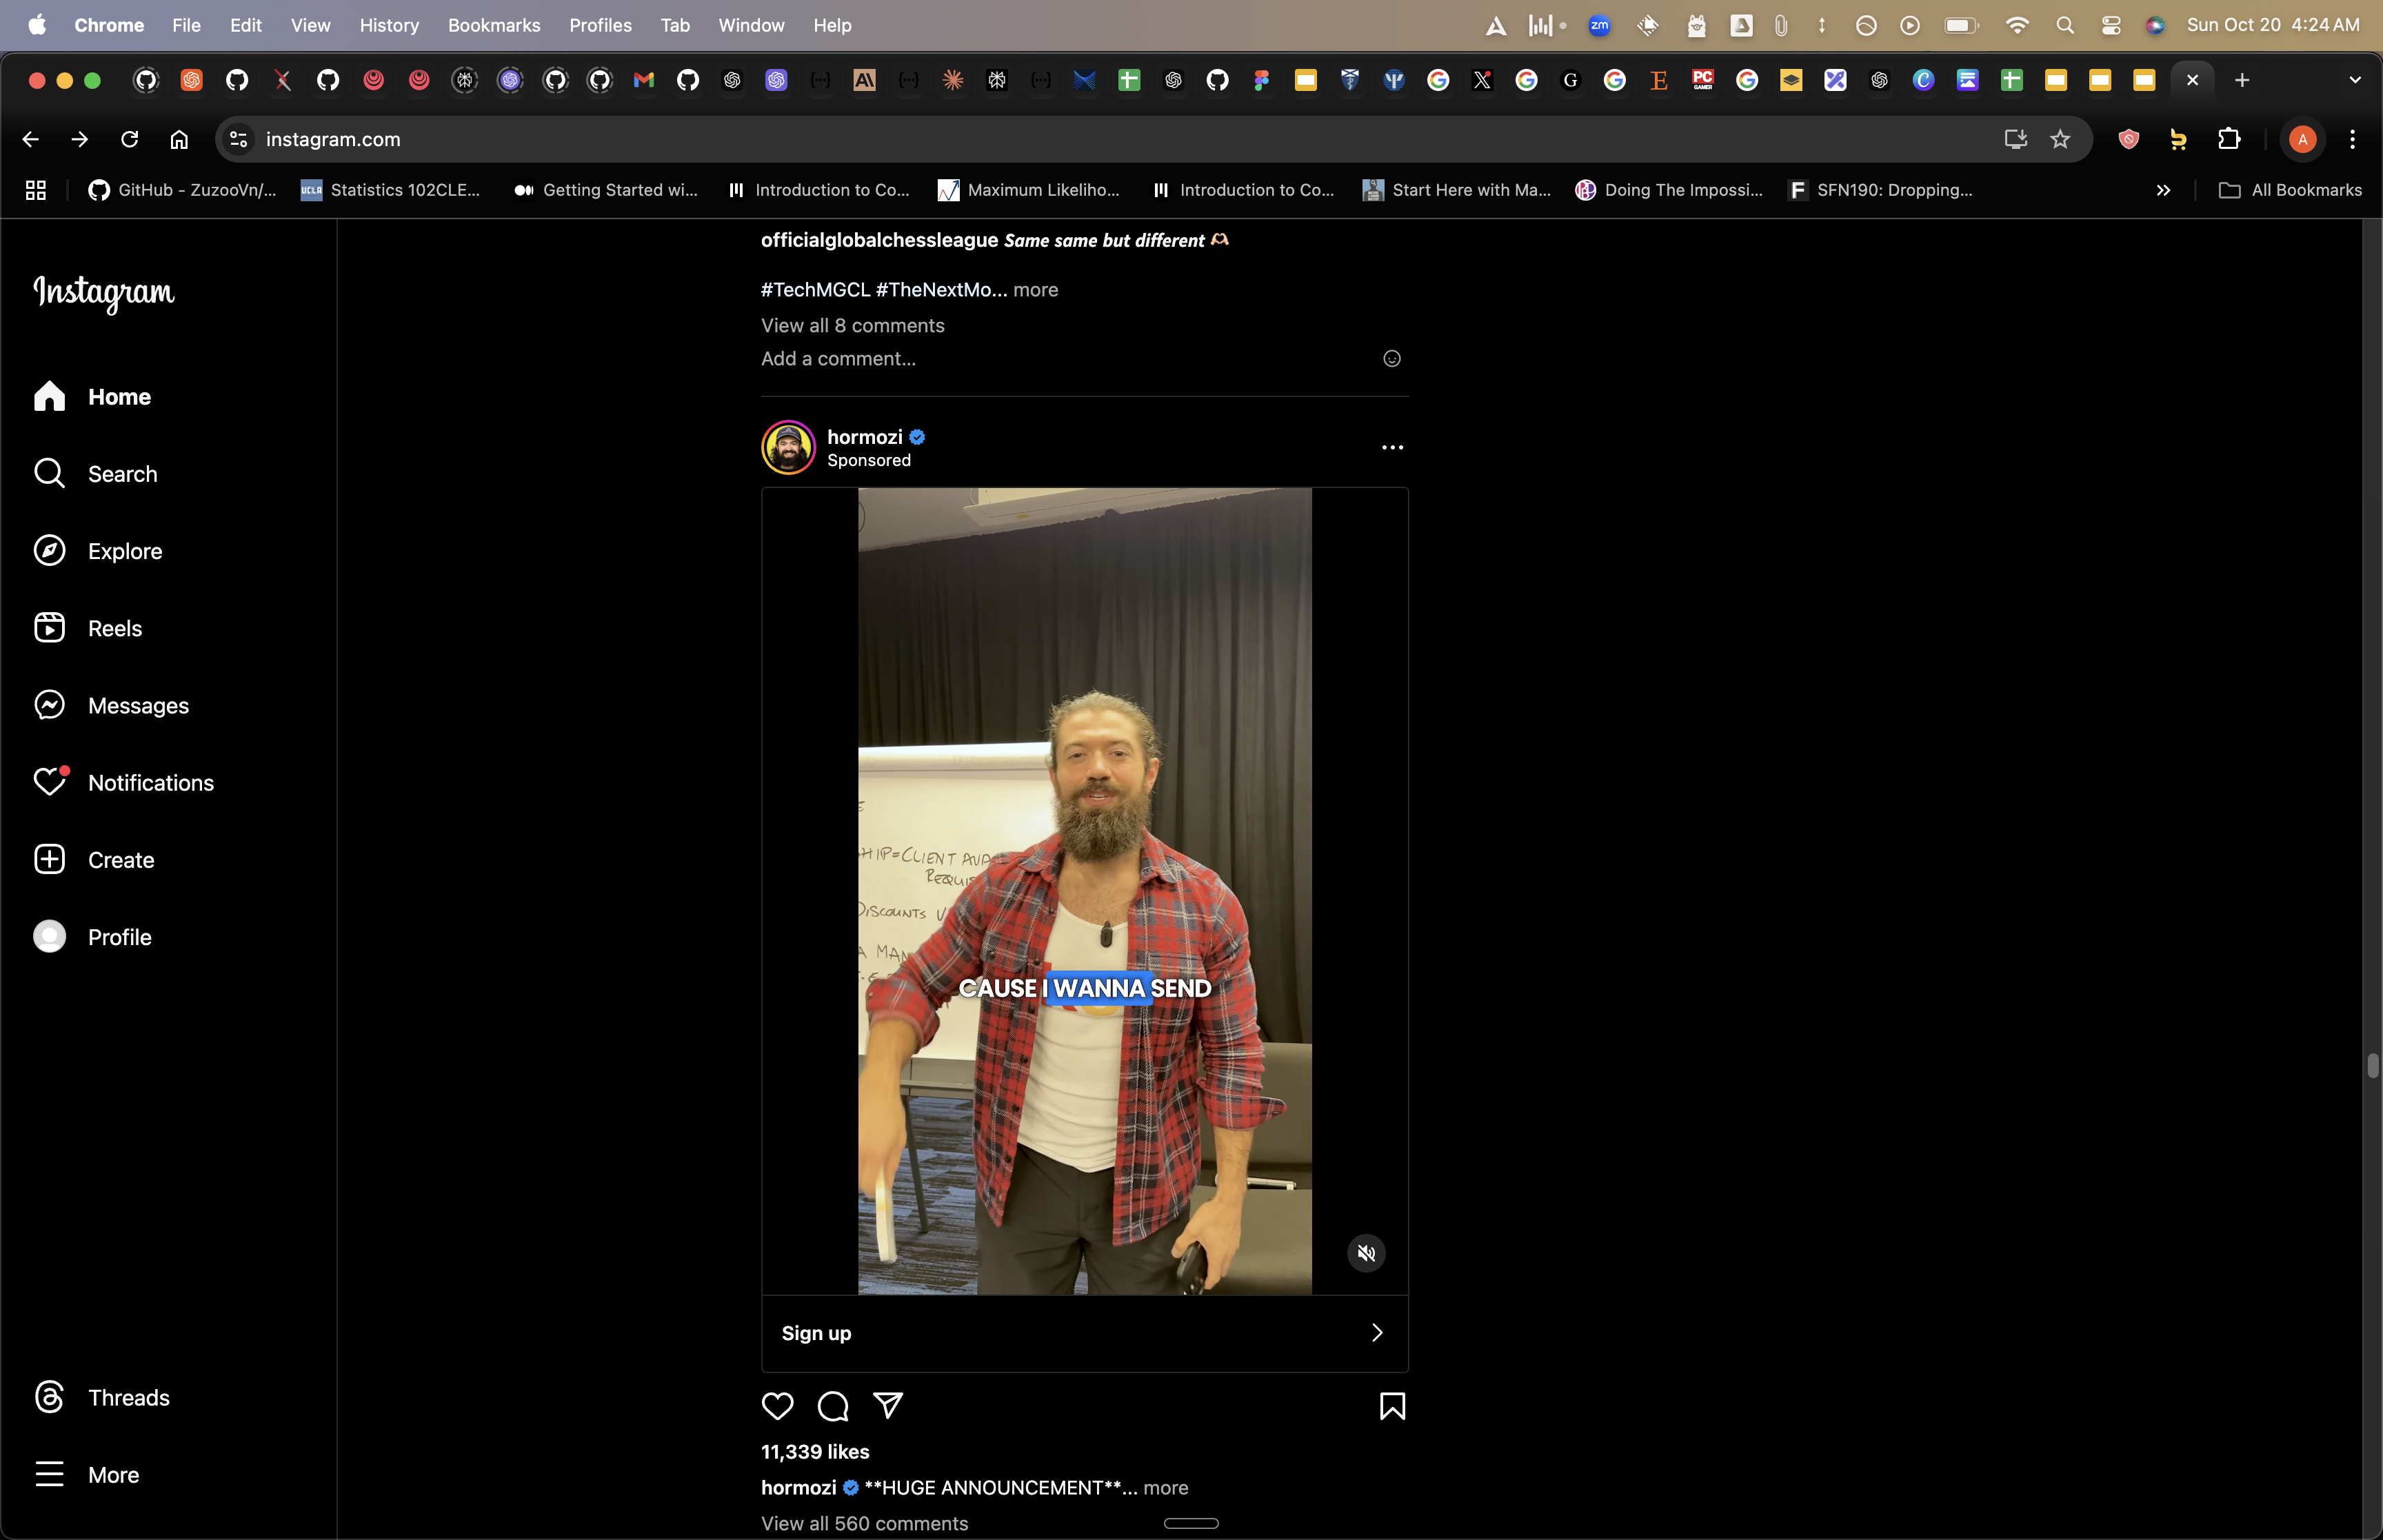 Chrome File Edit View History Bookmarks Profiles Tab Window Help
zm
Sun Oct 20 4:24 AM
instagram.com
A
GitHub - ZuzooVn/...
UCLA Statistics 102CLE...
Getting Started wi...
Introduction to Co...
Maximum Likeliho...
Introduction to Co...
Start Here with Ma...
Doing The Impossi...
SFN190: Dropping...
All Bookmarks
Instagram
Home
Search
Explore
Reels
Messages
Notifications
Create
Profile
Threads
More
officialglobalchessleague Same same but different 🫶🏼
#TechMGCL #TheNextMo... more
View all 8 comments
Add a comment...
hormozi
Sponsored
HIP=CLIENT AVA
REQUIS
DISCOUNTS
A MAN
CAUSE I WANNA SEND
Sign up
11,339 likes
hormozi **HUGE ANNOUNCEMENT**... more
View all 560 comments